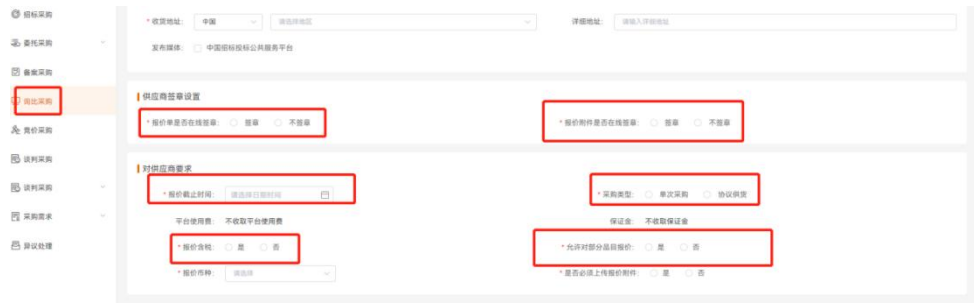 招标采购
委托采购
备案采购
询比采购
竞价采购
谈判采购
谈判采购
采购需求
异议处理
* 收货地址: 中国 请选择地区 详细地址: 请输入详细地址
发布媒体: 中国招标投标公共服务平台
供应商签章设置
* 报价单是否在线签章: 签章 不签章 * 报价附件是否在线签章: 签章 不签章
对供应商要求
* 报价截止时间: 请选择日期时间 * 采购类型: 单次采购 协议供货
平台使用费: 不收取平台使用费 保证金: 不收取保证金
* 报价含税: 是 否 * 允许对部分品目报价: 是 否
* 报价币种: 请选择 * 是否必须上传报价附件: 是 否